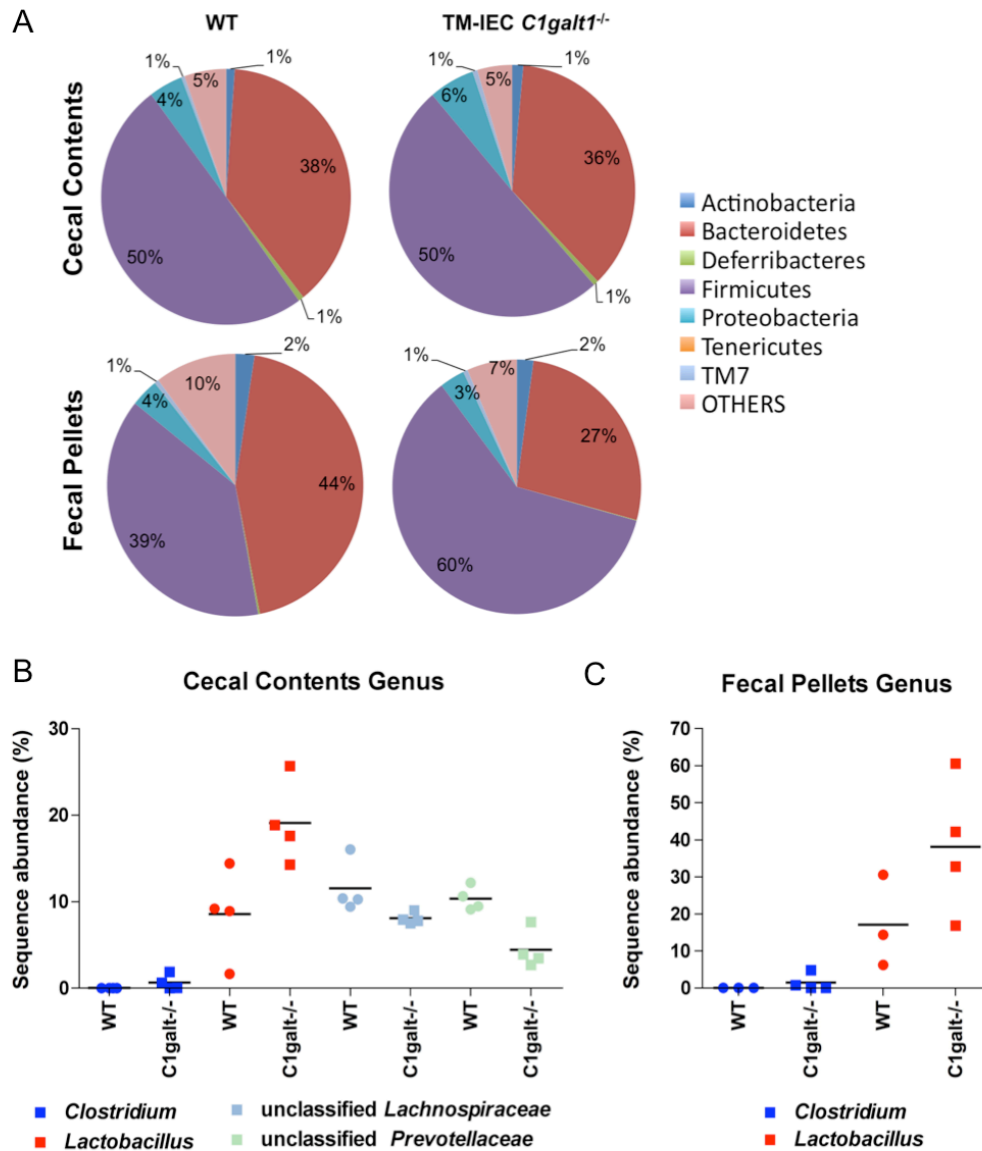 A
WT
TM-IEC C1galt1-/-
Cecal Contents
1%
1%
5%
4%
38%
50%
1%
1%
1%
5%
6%
36%
50%
1%
Actinobacteria
Bacteroidetes
Deferribacteres
Firmicutes
Proteobacteria
Tenericutes
TM7
OTHERS
Fecal Pellets
1%
2%
10%
4%
44%
39%
1%
2%
7%
3%
27%
60%
B
Cecal Contents Genus
Sequence abundance (%)
30
20
10
0
WT
C1galt-/-
WT
C1galt-/-
WT
C1galt-/-
WT
C1galt-/-
Clostridium
Lactobacillus
unclassified Lachnospiraceae
unclassified Prevotellaceae
C
Fecal Pellets Genus
Sequence abundance (%)
70
60
50
40
30
20
10
0
WT
C1galt-/-
WT
C1galt-/-
Clostridium
Lactobacillus